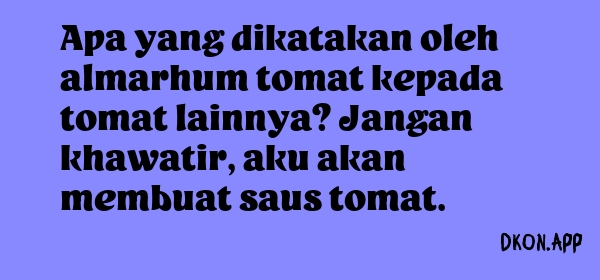 Apa yang dikatakan oleh
almarhum tomat kepada
tomat lainnya? Jangan
khawatir, aku akan
membuat saus tomat.
DKON.APP